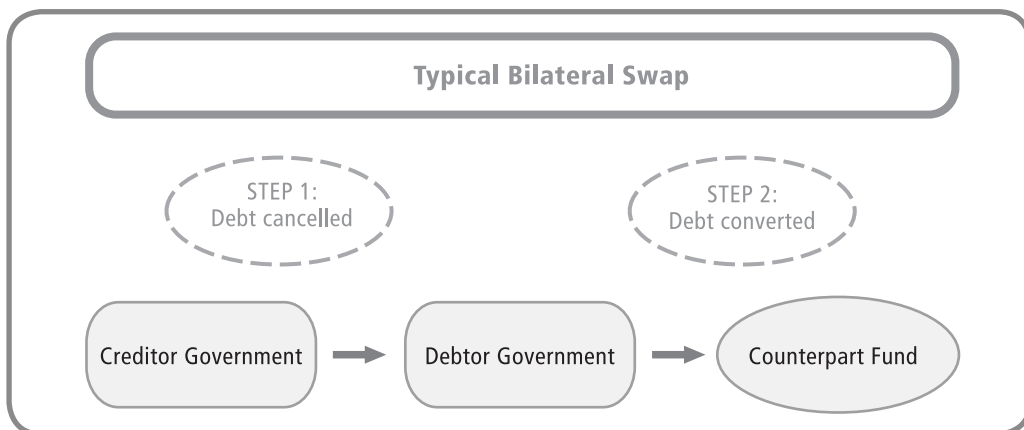 Typical Bilateral Swap
STEP 1:
Debt cancelled
STEP 2:
Debt converted
Creditor Government
Debtor Government
Counterpart Fund